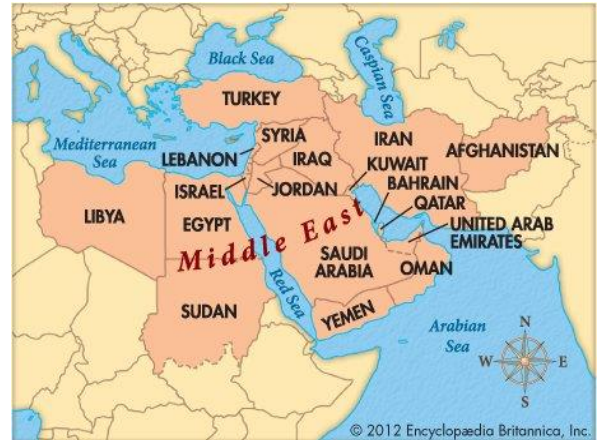 Black Sea
Caspian Sea
TURKEY
Mediterranean
Sea
SYRIA
LEBANON
IRAQ
IRAN
AFGHANISTAN
KUWAIT
ISRAEL
JORDAN
BAHRAIN
QATAR
LIBYA
EGYPT
Middle East
UNITED ARAB
EMIRATES
SAUDI
ARABIA
OMAN
Red Sea
SUDAN
YEMEN
Arabian
Sea
N
W
E
S
© 2012 Encyclopædia Britannica, Inc.